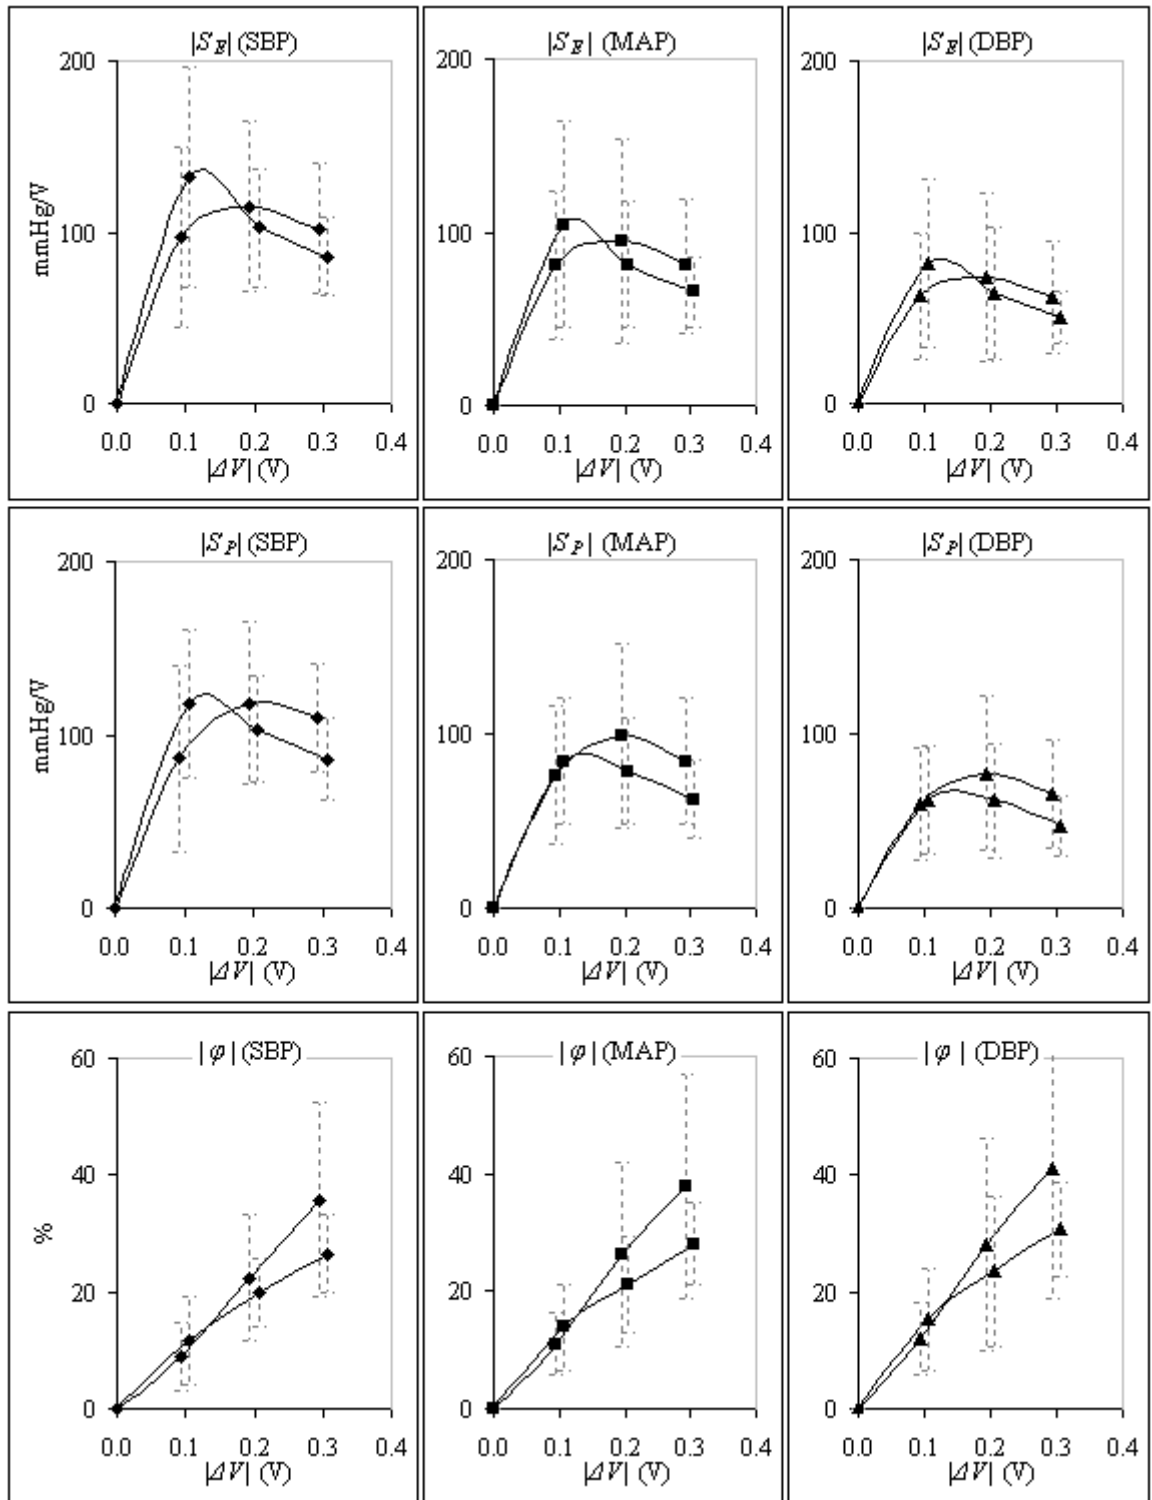 |S_E| (SBP)
200
100
0
mmHg/V
0.0 0.1 0.2 0.3 0.4
|ΔV| (V)
|S_E| (MAP)
200
100
0
0.0 0.1 0.2 0.3 0.4
|ΔV| (V)
|S_E| (DBP)
200
100
0
0.0 0.1 0.2 0.3 0.4
|ΔV| (V)
|S_P| (SBP)
200
100
0
mmHg/V
0.0 0.1 0.2 0.3 0.4
|ΔV| (V)
|S_P| (MAP)
200
100
0
0.0 0.1 0.2 0.3 0.4
|ΔV| (V)
|S_P| (DBP)
200
100
0
0.0 0.1 0.2 0.3 0.4
|ΔV| (V)
|φ| (SBP)
60
40
20
0
%
0.0 0.1 0.2 0.3 0.4
|ΔV| (V)
|φ| (MAP)
60
40
20
0
0.0 0.1 0.2 0.3 0.4
|ΔV| (V)
|φ| (DBP)
60
40
20
0
0.0 0.1 0.2 0.3 0.4
|ΔV| (V)